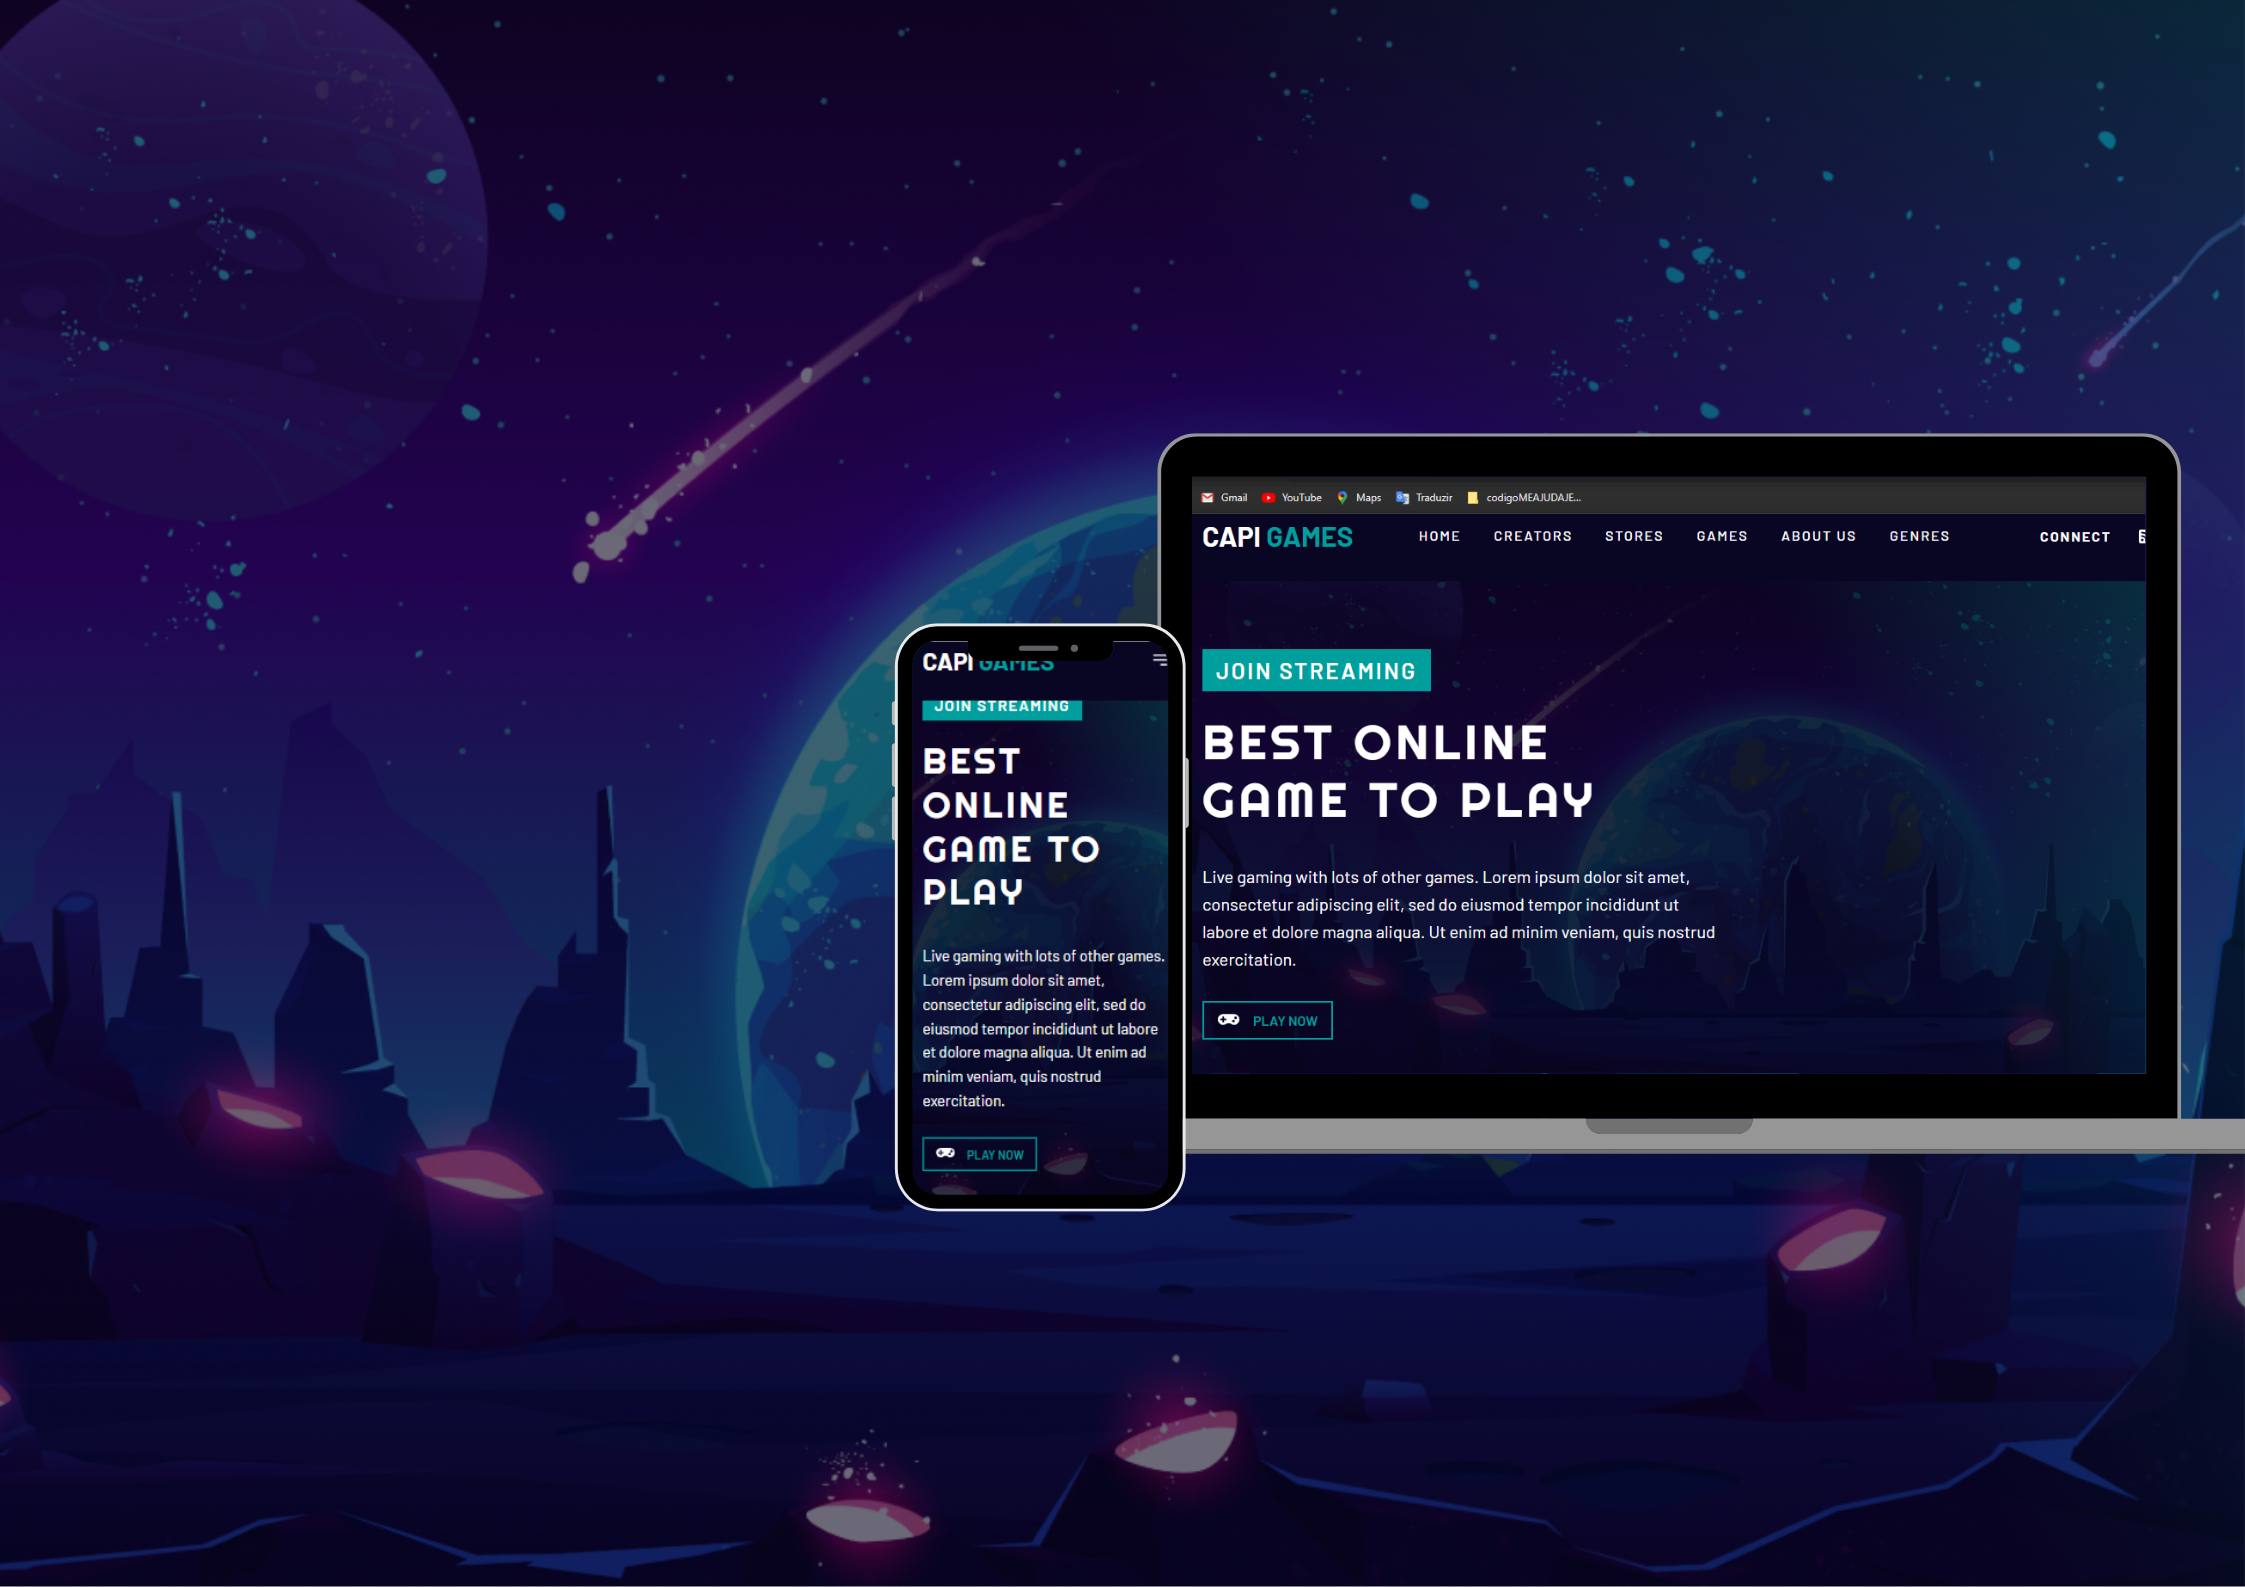 Gmail YouTube Maps Traduzir codigoMEAJUDAJE...
CAPI GAMES HOME CREATORS STORES GAMES ABOUT US GENRES CONNECT
JOIN STREAMING
BEST ONLINE
GAME TO PLAY
Live gaming with lots of other games. Lorem ipsum dolor sit amet,
consectetur adipiscing elit, sed do eiusmod tempor incididunt ut
labore et dolore magna aliqua. Ut enim ad minim veniam, quis nostrud
exercitation.
PLAY NOW
CAPI GAMES
JOIN STREAMING
BEST
ONLINE
GAME TO
PLAY
Live gaming with lots of other games.
Lorem ipsum dolor sit amet,
consectetur adipiscing elit, sed do
eiusmod tempor incididunt ut labore
et dolore magna aliqua. Ut enim ad
minim veniam, quis nostrud
exercitation.
PLAY NOW